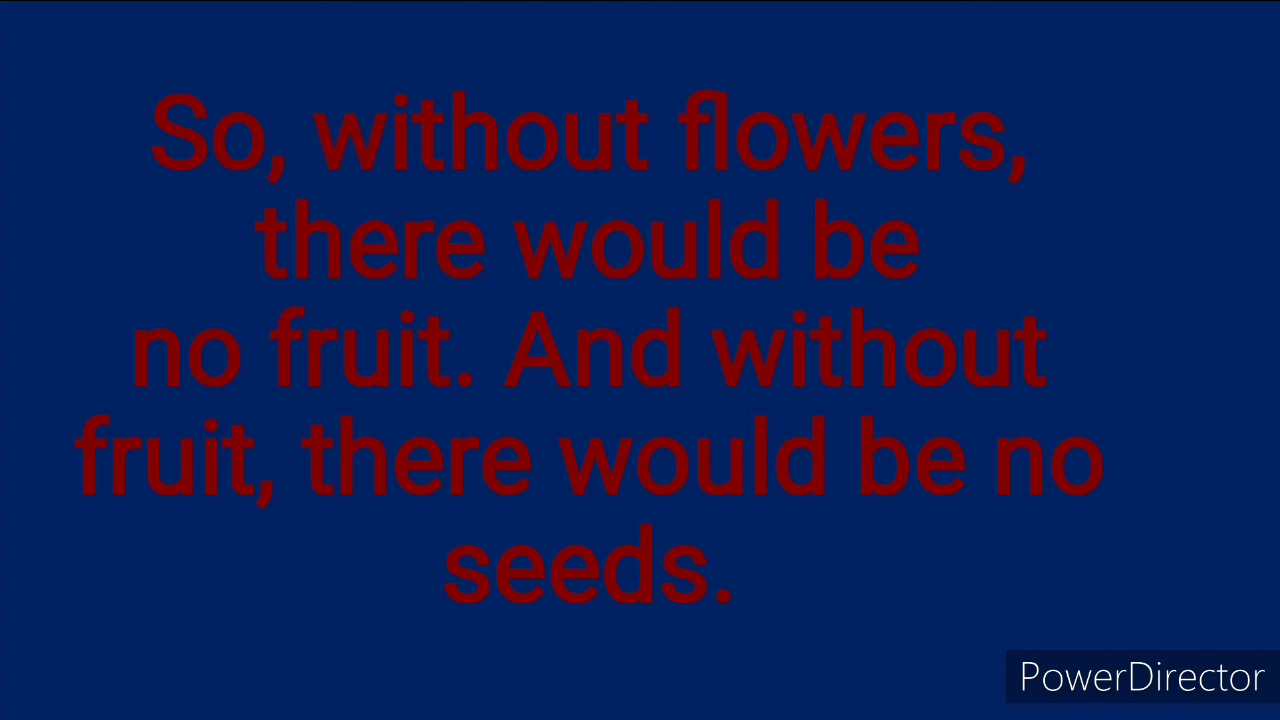 So, without flowers,
there would be
no fruit. And without
fruit, there would be no
seeds.
PowerDirector